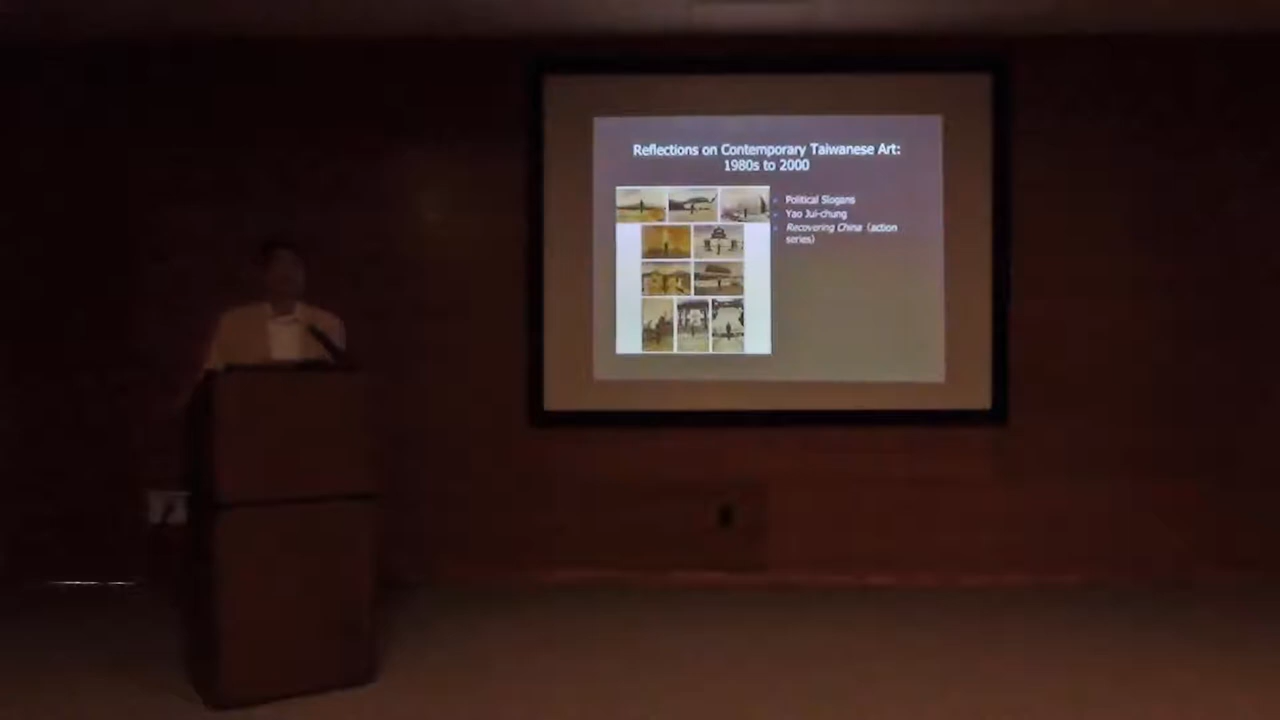 Reflections on Contemporary Taiwanese Art:
1980s to 2000
Political Slogans
Yao Jui-chung
Recovering China (action
series)